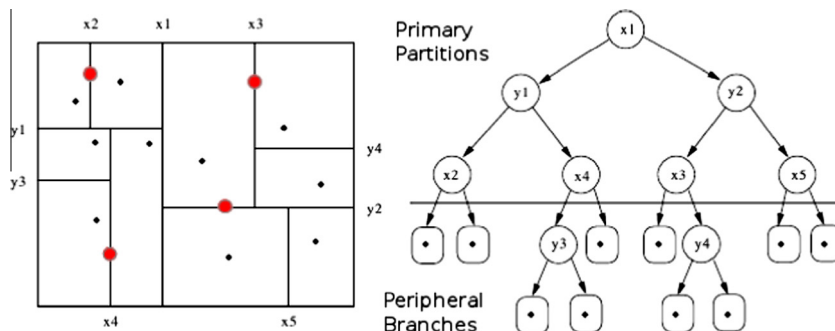 x2 x1 x3
y1
y3
y4
y2
x4 x5
Primary
Partitions
x1
y1 y2
x2 x4 x3 x5
y3 y4
Peripheral
Branches